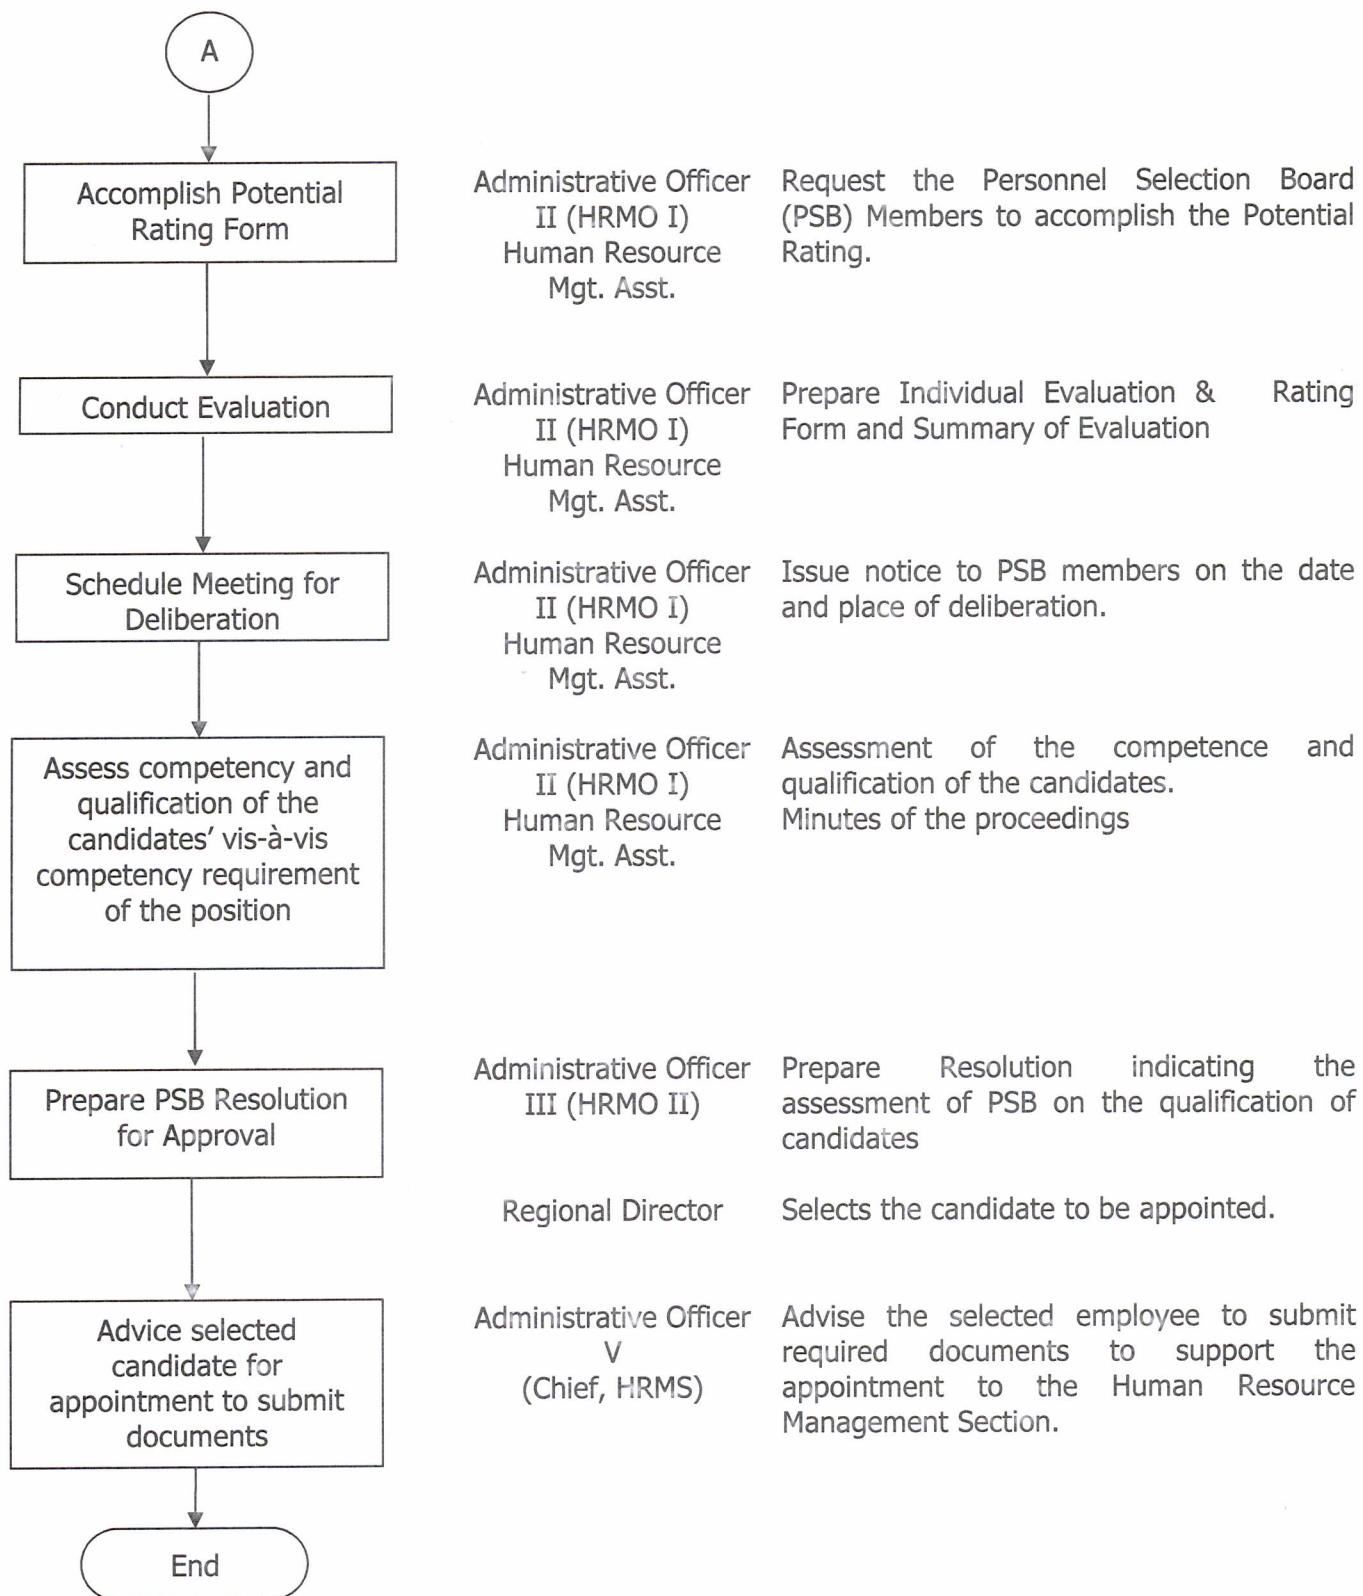 A
Accomplish Potential
Rating Form
Administrative Officer
II (HRMO I)
Human Resource
Mgt. Asst.
Request the Personnel Selection Board
(PSB) Members to accomplish the Potential
Rating.
Conduct Evaluation
Administrative Officer
II (HRMO I)
Human Resource
Mgt. Asst.
Prepare Individual Evaluation & Rating
Form and Summary of Evaluation
Schedule Meeting for
Deliberation
Administrative Officer
II (HRMO I)
Human Resource
Mgt. Asst.
Issue notice to PSB members on the date
and place of deliberation.
Assess competency and
qualification of the
candidates’ vis-à-vis
competency requirement
of the position
Administrative Officer
II (HRMO I)
Human Resource
Mgt. Asst.
Assessment of the competence and
qualification of the candidates.
Minutes of the proceedings
Prepare PSB Resolution
for Approval
Administrative Officer
III (HRMO II)
Prepare Resolution indicating the
assessment of PSB on the qualification of
candidates
Regional Director
Selects the candidate to be appointed.
Advice selected
candidate for
appointment to submit
documents
Administrative Officer
V
(Chief, HRMS)
Advise the selected employee to submit
required documents to support the
appointment to the Human Resource
Management Section.
End